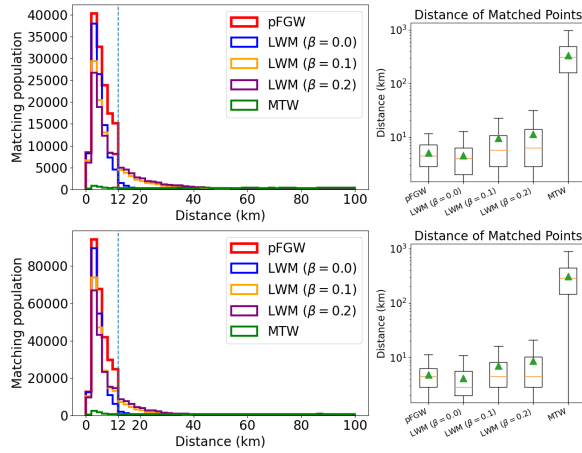 Matching population
40000
35000
30000
25000
20000
15000
10000
5000
0
pFGW
LWM (β = 0.0)
LWM (β = 0.1)
LWM (β = 0.2)
MTW
0 12 20 40 60 80 100
Distance (km)
Distance of Matched Points
Distance (km)
10³
10²
10¹
pFGW
LWM (β = 0.0)
LWM (β = 0.1)
LWM (β = 0.2)
MTW
Matching population
80000
60000
40000
20000
0
pFGW
LWM (β = 0.0)
LWM (β = 0.1)
LWM (β = 0.2)
MTW
0 12 20 40 60 80 100
Distance (km)
Distance of Matched Points
Distance (km)
10³
10²
10¹
pFGW
LWM (β = 0.0)
LWM (β = 0.1)
LWM (β = 0.2)
MTW